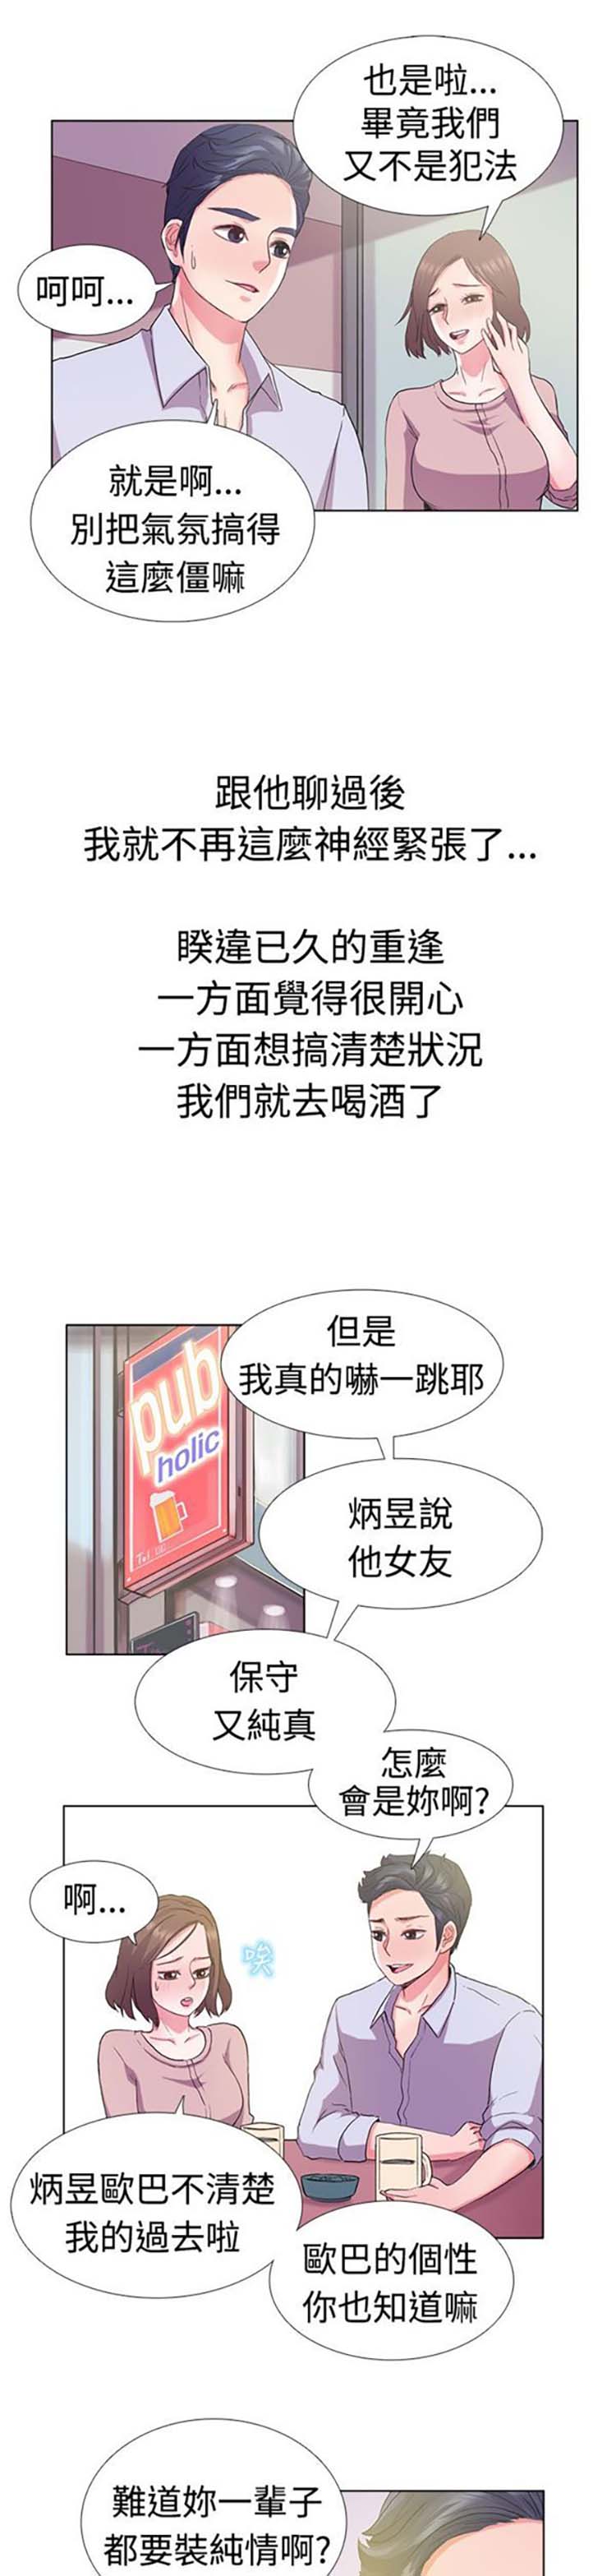 也是啦...
畢竟我們
又不是犯法
呵呵...
就是啊...
別把氣氛搞得
這麼僵嘛
跟他聊過後
我就不再這麼神經緊張了...
睽違已久的重逢
一方面覺得很開心
一方面想搞清楚狀況
我們就去喝酒了
但是
我真的嚇一跳耶
pub
holic
炳昱說
他女友
保守
又純真
怎麼
會是妳啊?
啊...
唉
炳昱歐巴不清楚
我的過去啦
歐巴的個性
你也知道嘛
難道妳一輩子
都要裝純情啊?